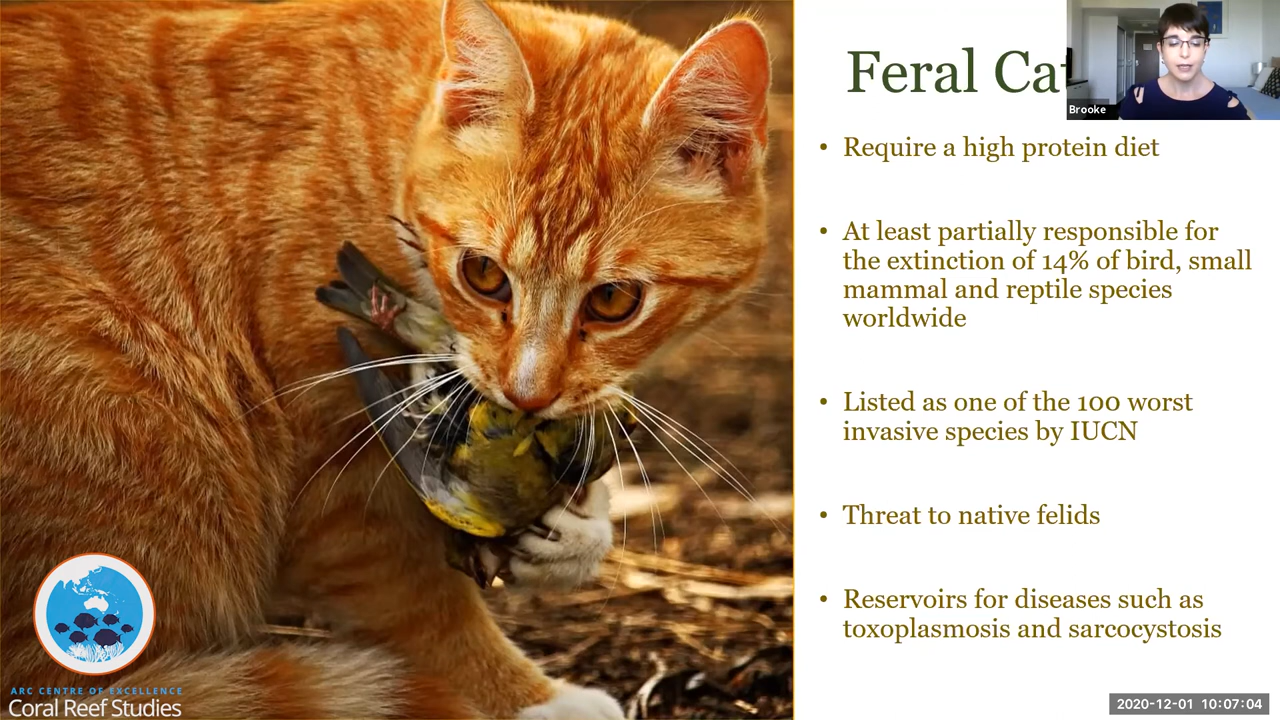 Feral Cat
Brooke
• Require a high protein diet
• At least partially responsible for
the extinction of 14% of bird, small
mammal and reptile species
worldwide
• Listed as one of the 100 worst
invasive species by IUCN
• Threat to native felids
• Reservoirs for diseases such as
toxoplasmosis and sarcocystosis
ARC CENTRE OF EXCELLENCE
Coral Reef Studies
2020-12-01 10:07:04